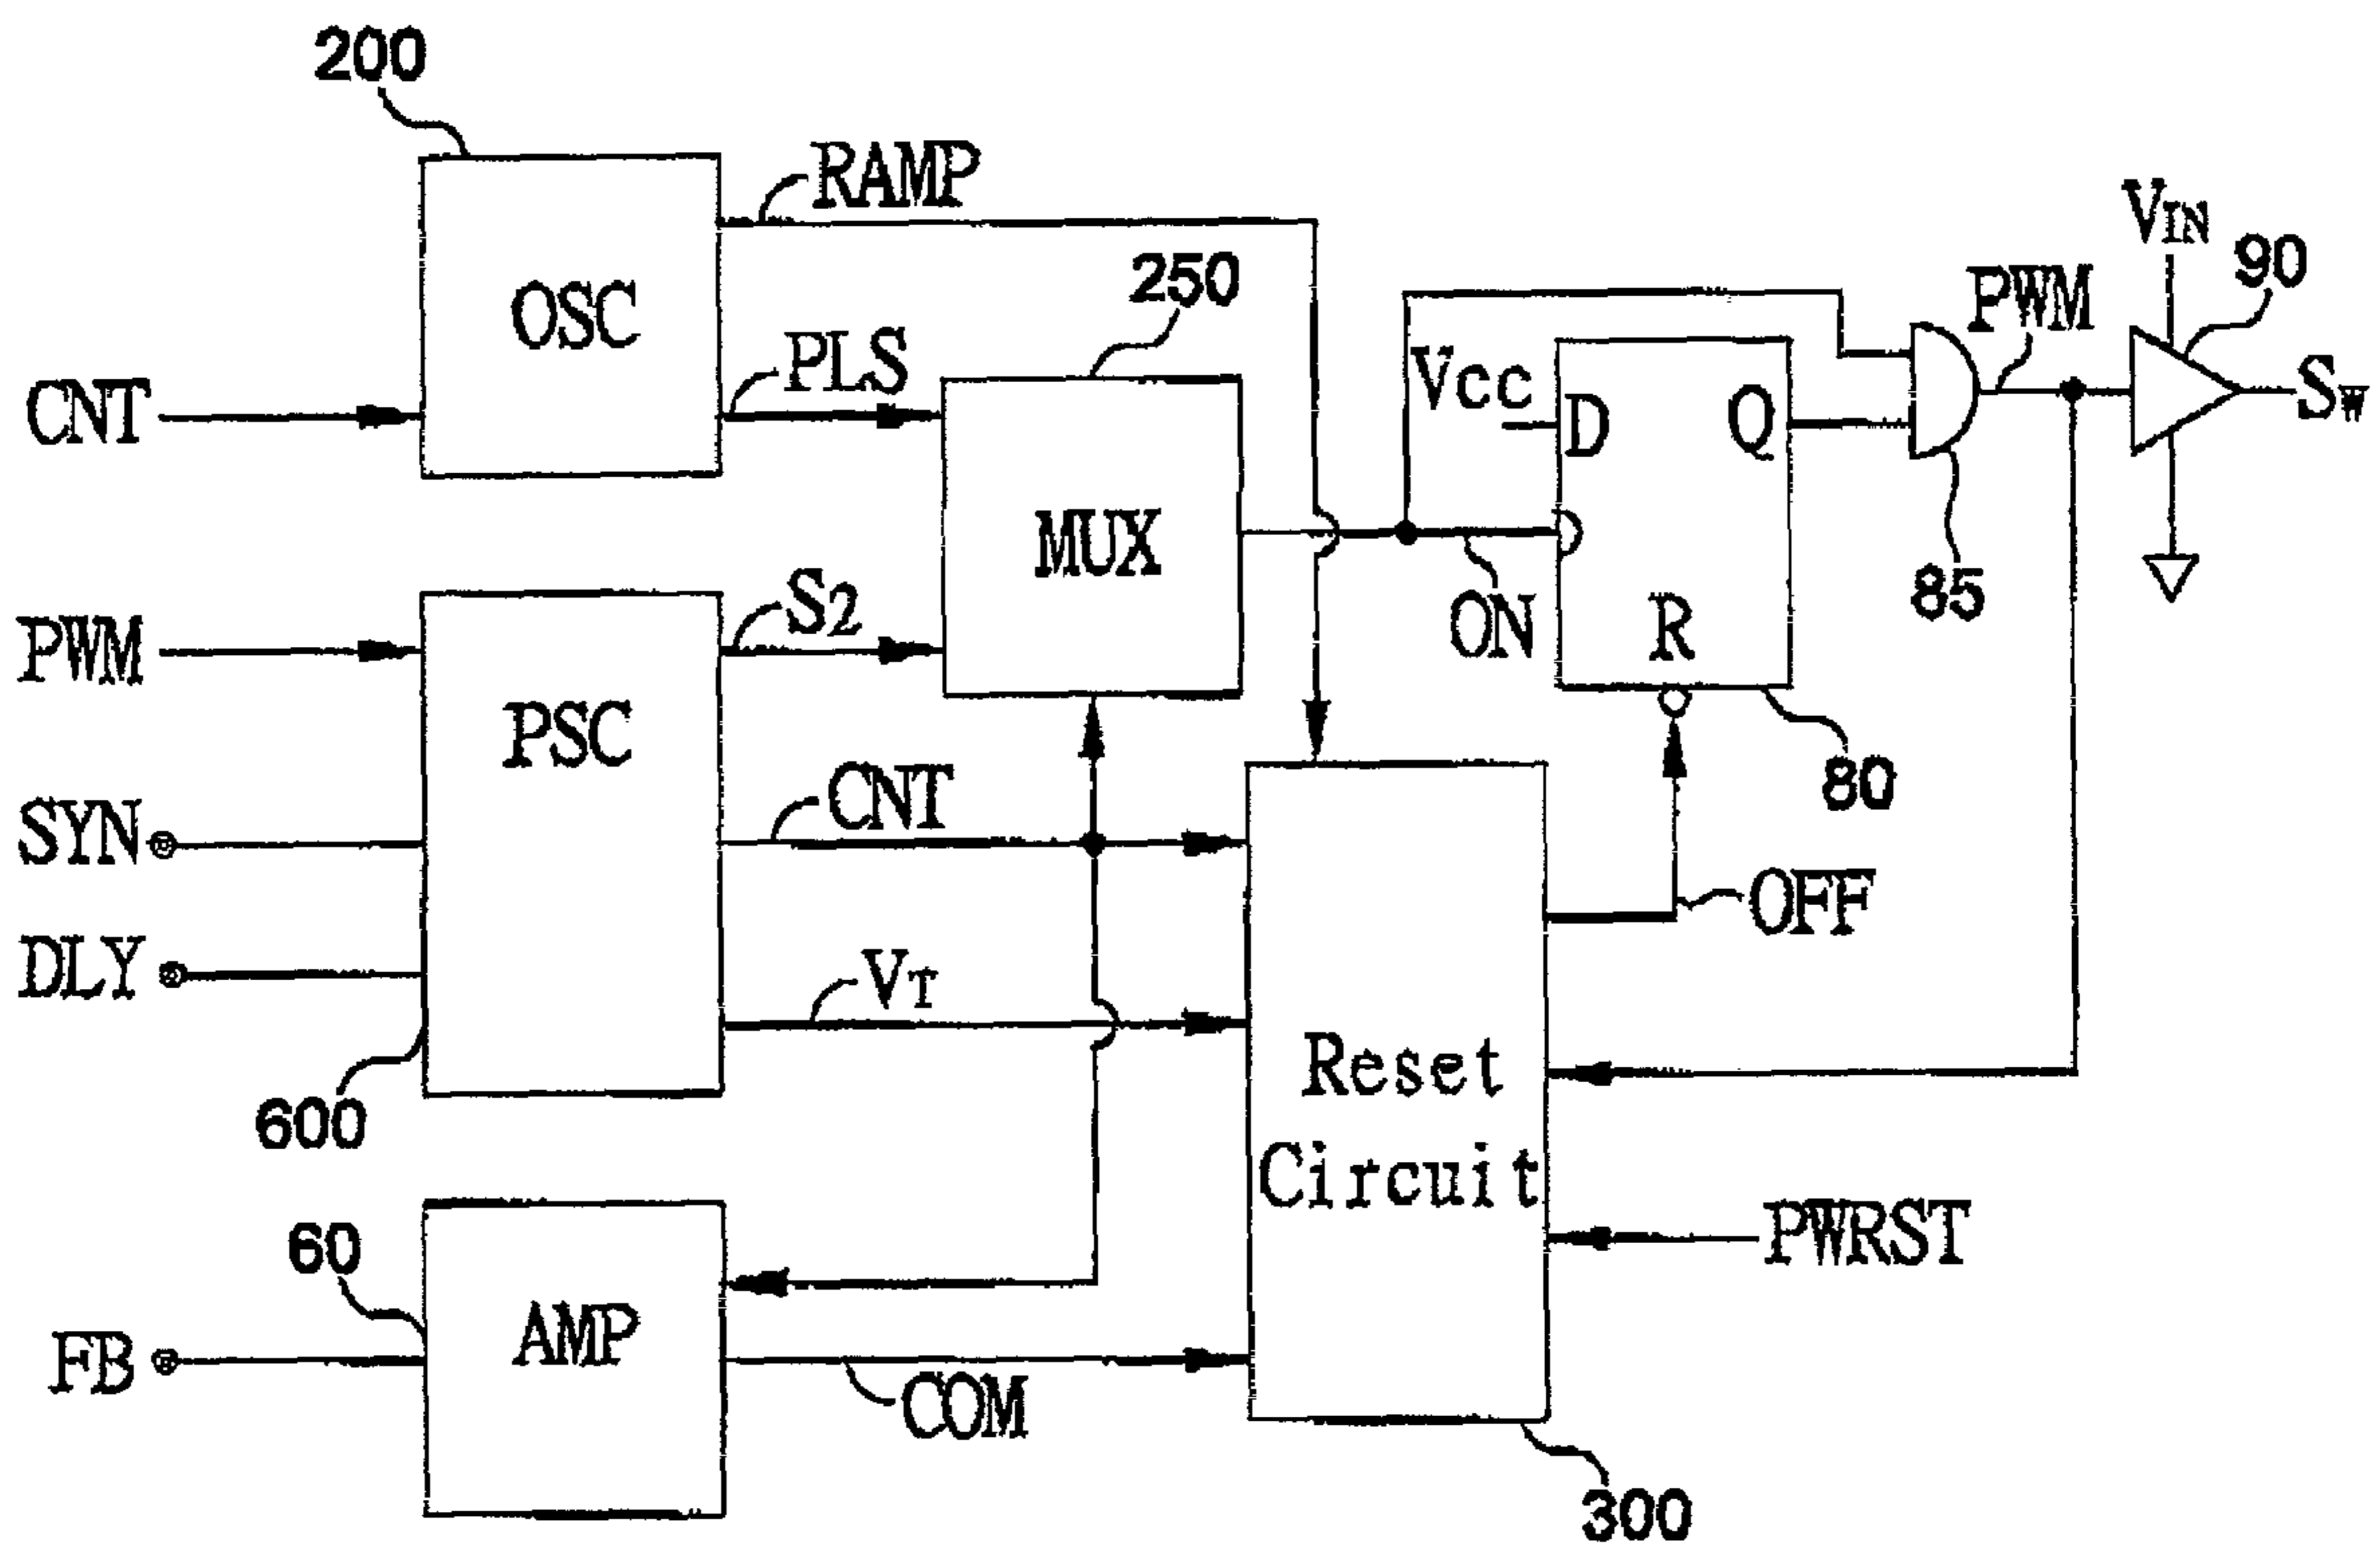 200
RAMP
OSC
PLS
CNT
250
MUX
Vcc
D
Q
PWM
VIN
90
SW
85
ON
R
80
PWM
S2
PSC
SYN
CNT
DLY
VT
600
OFF
Reset
Circuit
PWRST
60
AMP
FB
COM
300